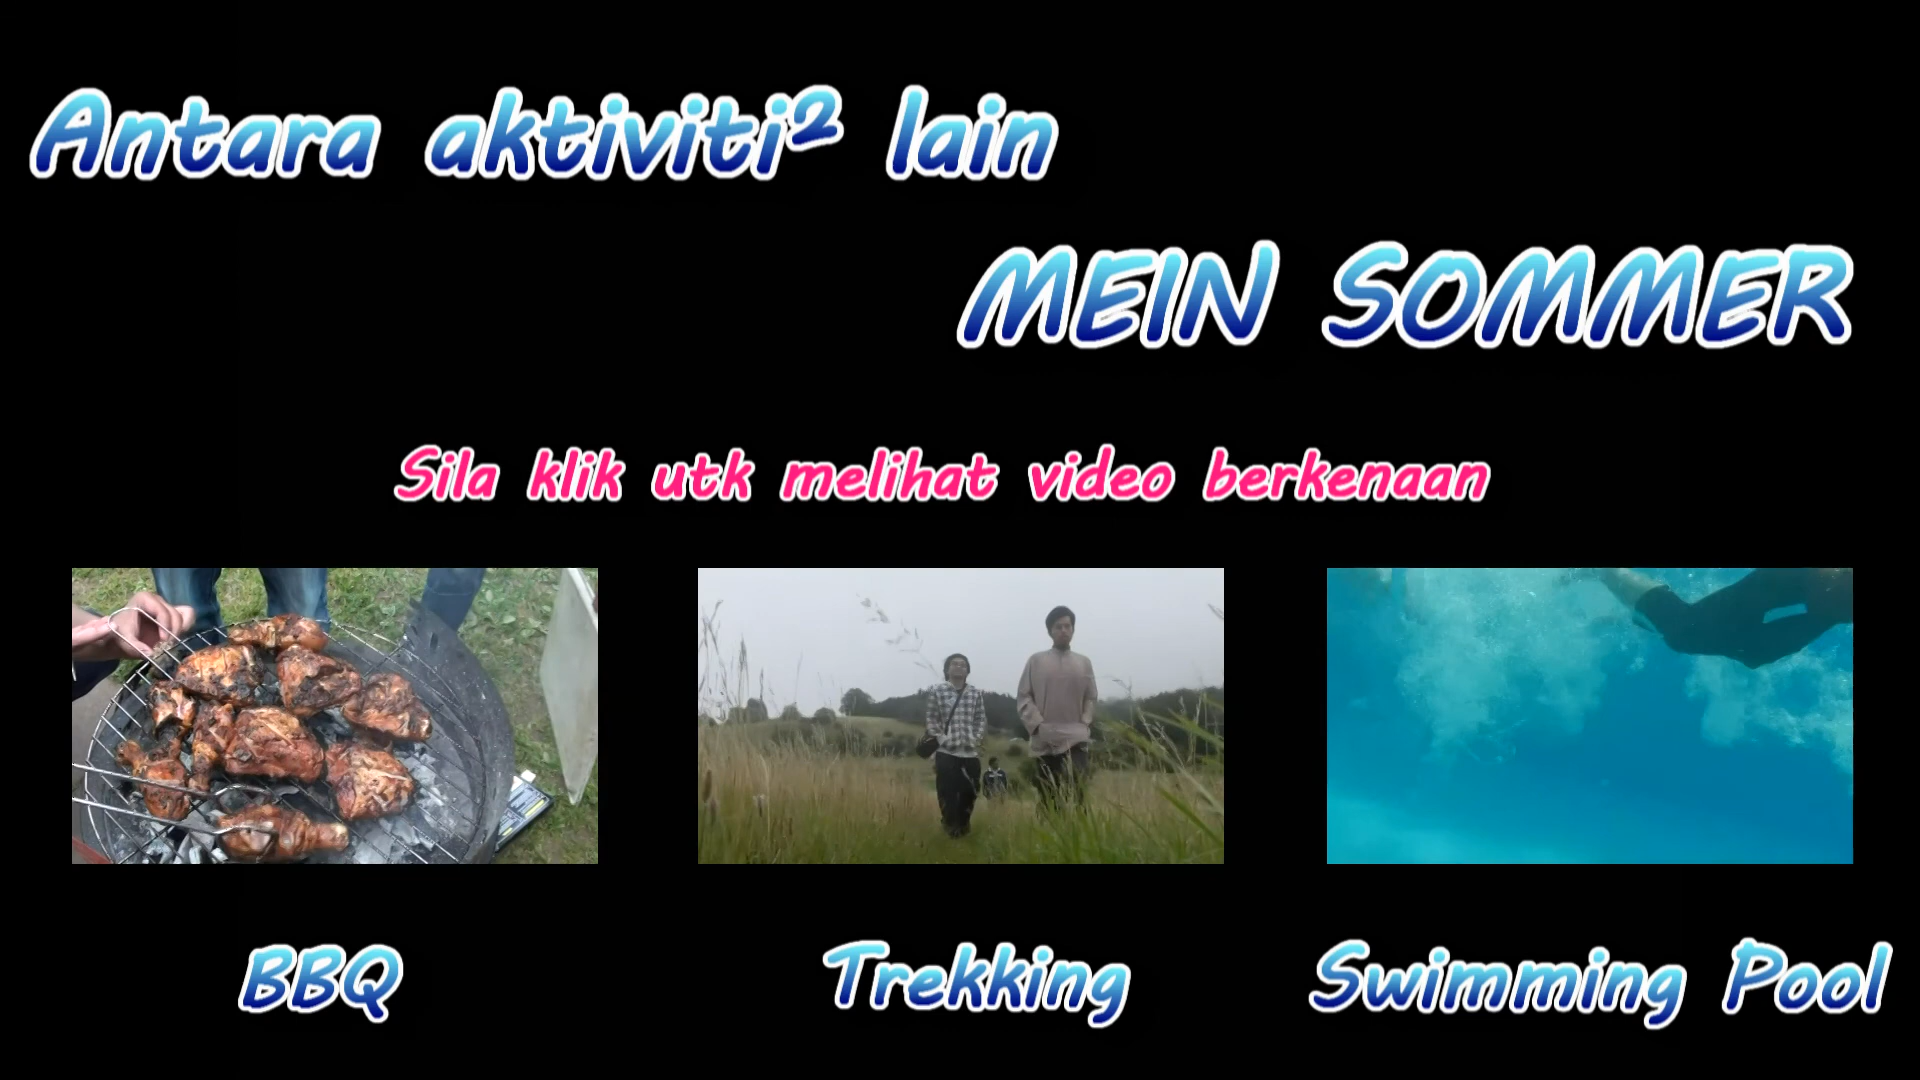 Antara aktiviti² lain
MEIN SOMMER
Sila klik utk melihat video berkenaan
BBQ
Trekking
Swimming Pool